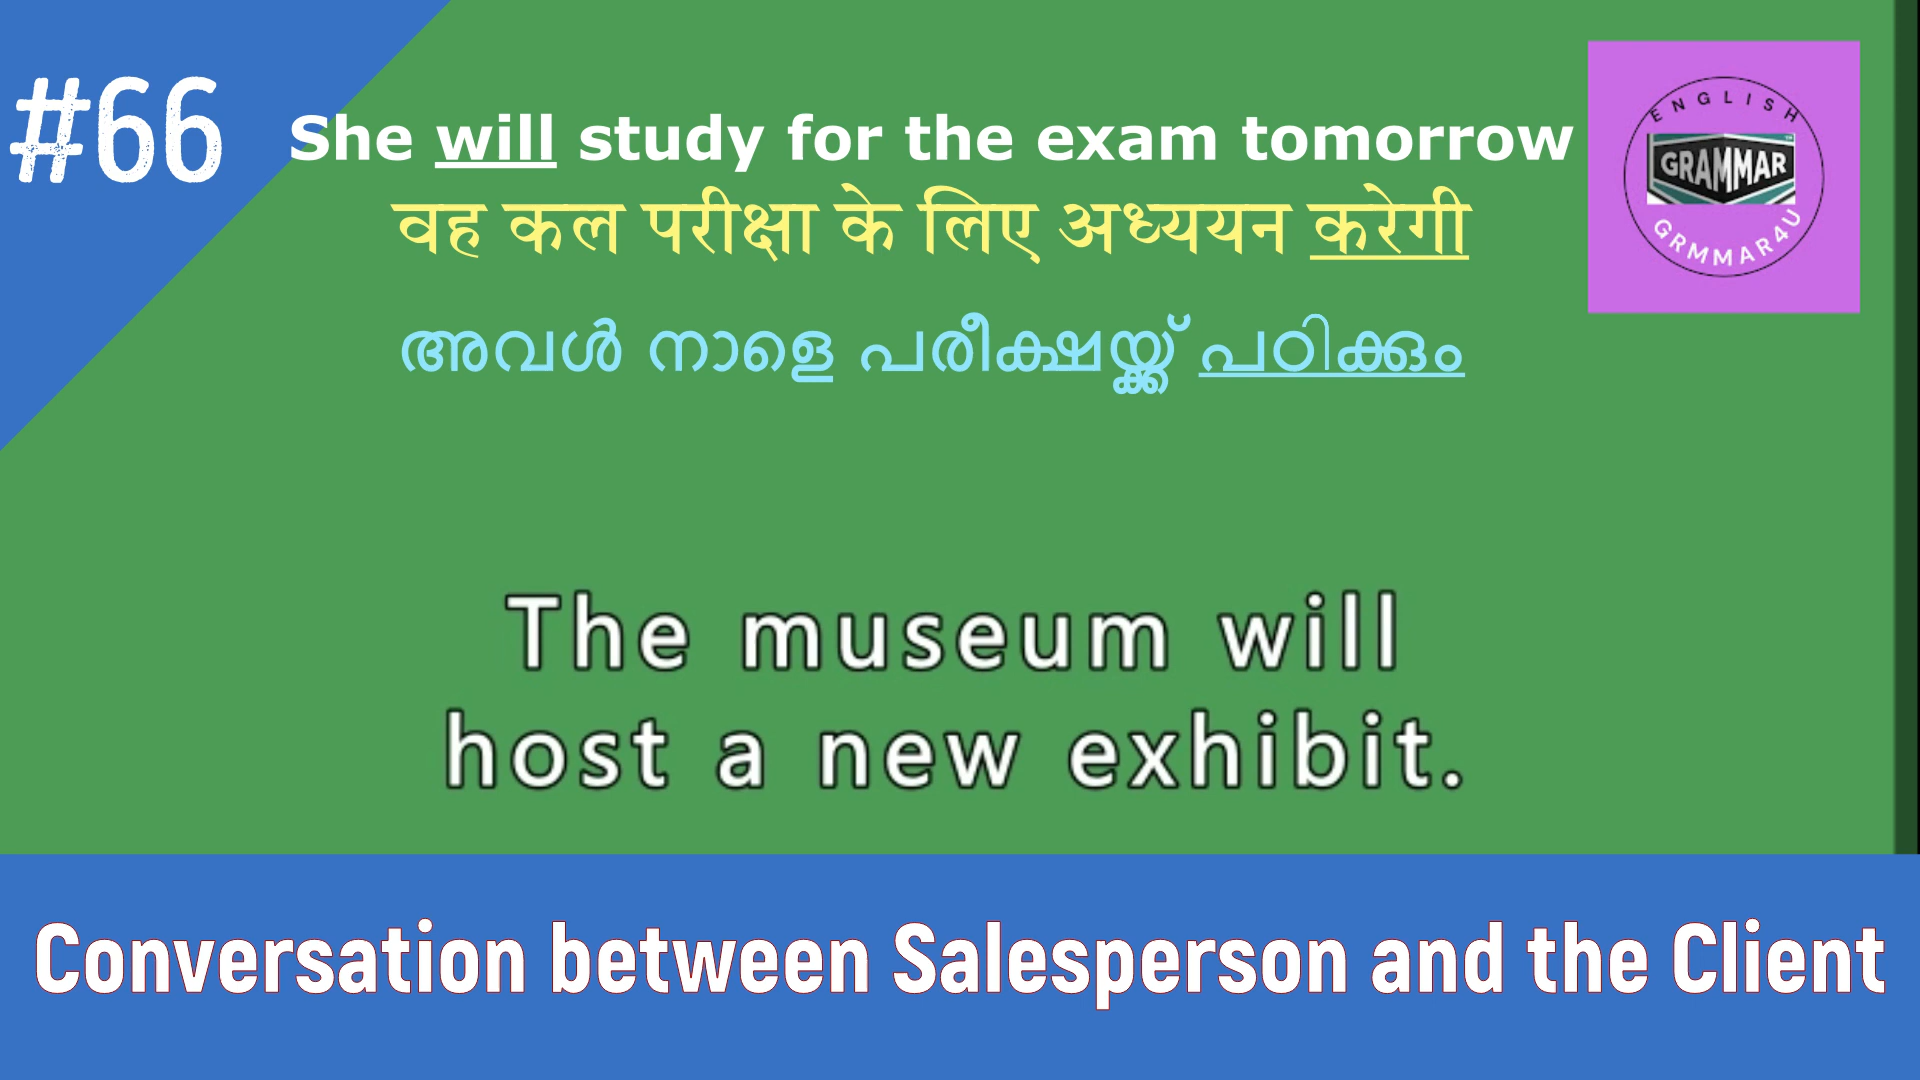 #66
She will study for the exam tomorrow
वह कल परीक्षा के लिए अध्ययन करेगी
അവൾ നാളെ പരീക്ഷയ്ക്ക് പഠിക്കും
ENGLISH
GRAMMAR
GRMMAR4U
The museum will
host a new exhibit.
Conversation between Salesperson and the Client